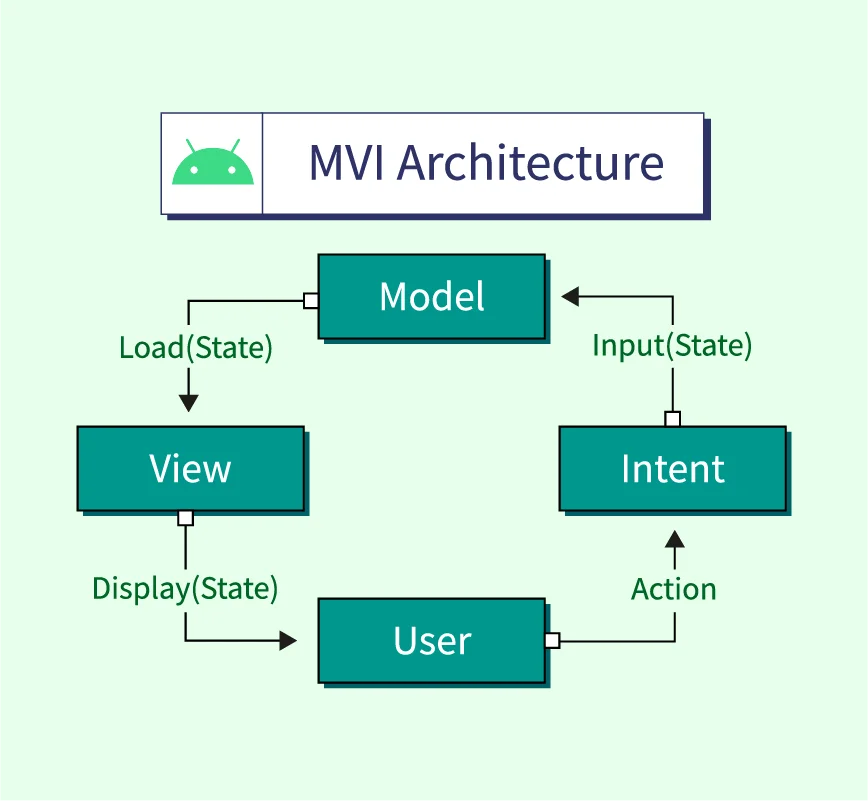 MVI Architecture
Model
Load(State)
Input(State)
View
Intent
Display(State)
Action
User